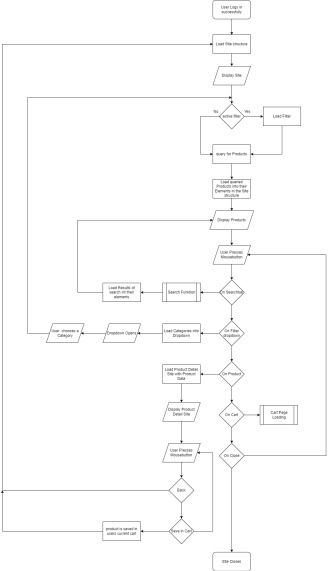 User Logs in
successfully
Load Site structure
Display Site
No
active filter
Yes
Load Filter
query for Products
Load queried
Products into their
Elements in the Site
structure
Display Products
User Presses
Mousebutton
Load Results of
search int their
elements
Search Function
On Searchbar
User chooses a
Category
Dropdown Opens
Load Categories into
Dropdown
On Filter
dropdown
Load Product Detail
Site with Product
Data
On Product
Display Product
Detail Site
On Cart
Cart Page
Loading
User Presses
Mousebutton
On Close
Back
product is saved in
users current cart
Save in Cart
Site Closes